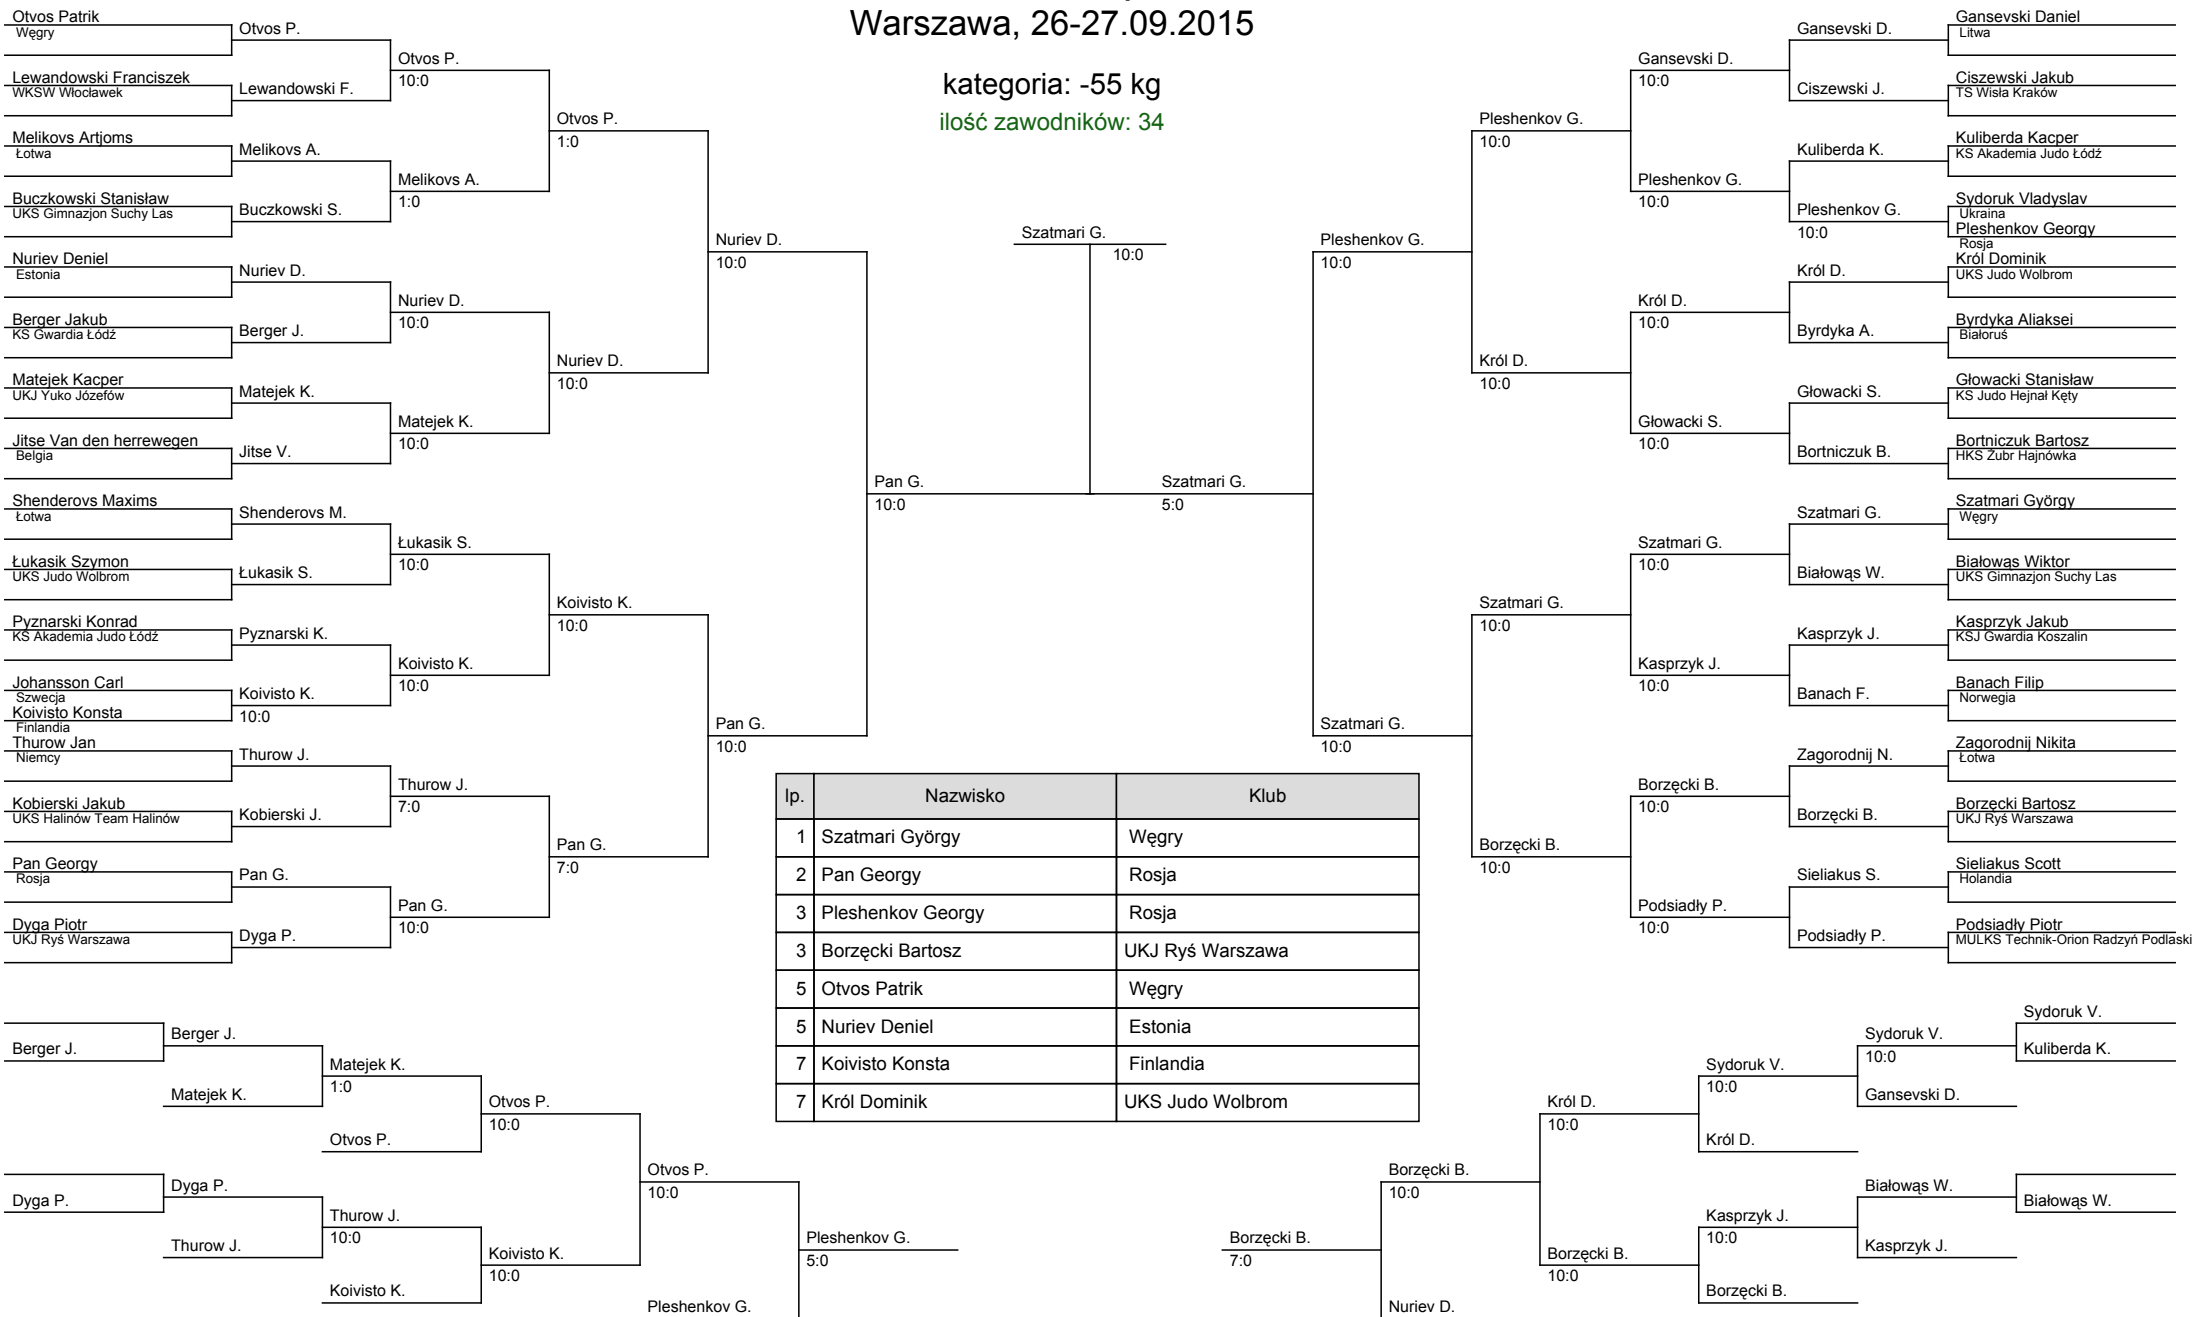 Warszawa, 26-27.09.2015
kategoria: -55 kg
ilość zawodników: 34
Otvos Patrik
Węgry
Lewandowski Franciszek
WKSW Włocławek
Melikovs Artjoms
Łotwa
Buczkowski Stanisław
UKS Gimnazjon Suchy Las
Nuriev Deniel
Estonia
Berger Jakub
KS Gwardia Łódź
Matejek Kacper
UKJ Yuko Józefów
Jitse Van den herrewegen
Belgia
Shenderovs Maxims
Łotwa
Łukasik Szymon
UKS Judo Wolbrom
Pyznarski Konrad
KS Akademia Judo Łódź
Johansson Carl
Szwecja
Koivisto Konsta
Finlandia
Thurow Jan
Niemcy
Kobierski Jakub
UKS Halinów Team Halinów
Pan Georgy
Rosja
Dyga Piotr
UKJ Ryś Warszawa
Otvos P.
Lewandowski F.
Melikovs A.
Buczkowski S.
Nuriev D.
Berger J.
Matejek K.
Jitse V.
Shenderovs M.
Łukasik S.
Pyznarski K.
Koivisto K.
10:0
Thurow J.
Kobierski J.
Pan G.
Dyga P.
Otvos P.
10:0
Melikovs A.
1:0
Nuriev D.
10:0
Matejek K.
10:0
Łukasik S.
10:0
Koivisto K.
10:0
Thurow J.
7:0
Pan G.
10:0
Otvos P.
1:0
Nuriev D.
10:0
Koivisto K.
10:0
Pan G.
7:0
Nuriev D.
10:0
Pan G.
10:0
Pan G.
10:0
Szatmari G.
10:0
Szatmari G.
5:0
Pleshenkov G.
10:0
Szatmari G.
10:0
Pleshenkov G.
10:0
Król D.
10:0
Szatmari G.
10:0
Borzęcki B.
10:0
Gansevski D.
10:0
Pleshenkov G.
10:0
Król D.
10:0
Głowacki S.
10:0
Szatmari G.
10:0
Kasprzyk J.
10:0
Borzęcki B.
10:0
Podsiadły P.
10:0
Gansevski D.
Ciszewski J.
Kuliberda K.
Pleshenkov G.
10:0
Król D.
Byrdyka A.
Głowacki S.
Bortniczuk B.
Szatmari G.
Białowąs W.
Kasprzyk J.
Banach F.
Zagorodnij N.
Borzęcki B.
Sieliakus S.
Podsiadły P.
Gansevski Daniel
Litwa
Ciszewski Jakub
TS Wisła Kraków
Kuliberda Kacper
KS Akademia Judo Łódź
Sydoruk Vladyslav
Ukraina
Pleshenkov Georgy
Rosja
Król Dominik
UKS Judo Wolbrom
Byrdyka Aliaksei
Białoruś
Głowacki Stanisław
KS Judo Hejnał Kęty
Bortniczuk Bartosz
HKS Żubr Hajnówka
Szatmari György
Węgry
Białowąs Wiktor
UKS Gimnazjon Suchy Las
Kasprzyk Jakub
KSJ Gwardia Koszalin
Banach Filip
Norwegia
Zagorodnij Nikita
Łotwa
Borzęcki Bartosz
UKJ Ryś Warszawa
Sieliakus Scott
Holandia
Podsiadły Piotr
MULKS Technik-Orion Radzyń Podlaski
lp. Nazwisko Klub
1 Szatmari György Węgry
2 Pan Georgy Rosja
3 Pleshenkov Georgy Rosja
3 Borzęcki Bartosz UKJ Ryś Warszawa
5 Otvos Patrik Węgry
5 Nuriev Deniel Estonia
7 Koivisto Konsta Finlandia
7 Król Dominik UKS Judo Wolbrom
Berger J.
Dyga P.
Berger J.
Matejek K.
Dyga P.
Thurow J.
Matejek K.
1:0
Otvos P.
Thurow J.
10:0
Koivisto K.
Otvos P.
10:0
Koivisto K.
10:0
Otvos P.
10:0
Pleshenkov G.
Pleshenkov G.
5:0
Borzęcki B.
7:0
Borzęcki B.
10:0
Nuriev D.
Król D.
10:0
Borzęcki B.
10:0
Sydoruk V.
10:0
Król D.
Kasprzyk J.
10:0
Borzęcki B.
Sydoruk V.
10:0
Gansevski D.
Białowąs W.
Kasprzyk J.
Sydoruk V.
Kuliberda K.
Białowąs W.